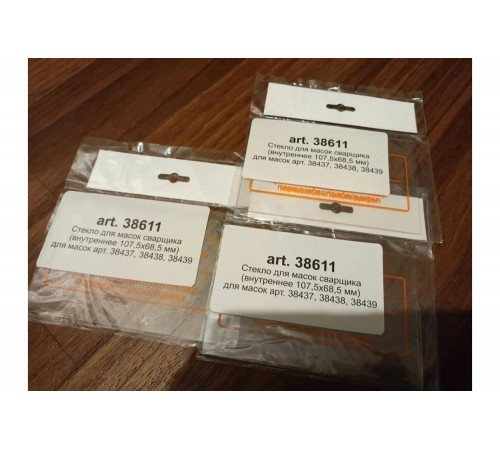 art. 38611
Стекло для масок сварщика
(внутреннее 107,5х68,5 мм)
для масок арт. 38437, 38438, 38439
art. 38611
Стекло для масок сварщика
(внутреннее 107,5х68,5 мм)
для масок арт. 38437, 38438, 38439
art. 38611
Стекло для масок сварщика
(внутреннее 107,5х68,5 мм)
для масок арт. 38437, 38438, 38439